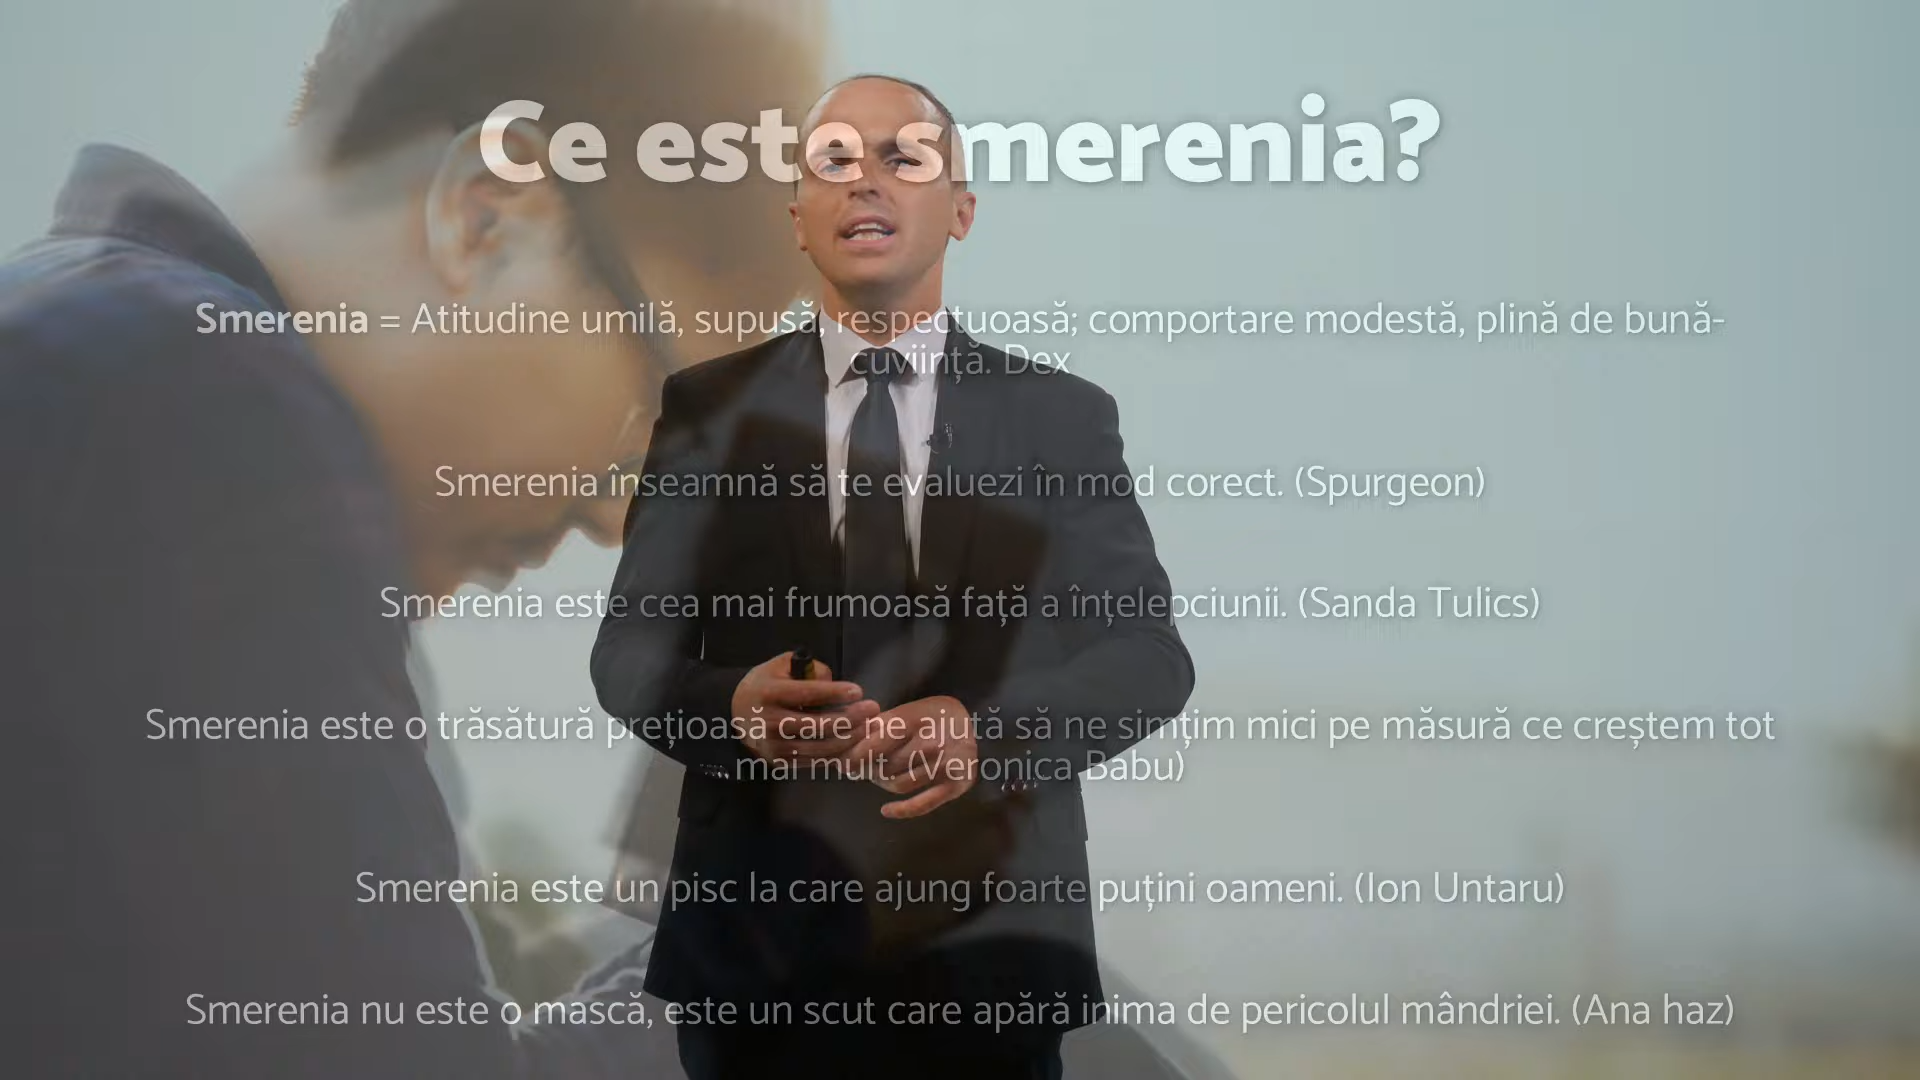 Ce este smerenia?
Smerenia = Atitudine umilă, supusă, respectuoasă; comportare modestă, plină de bună-
cuviință. Dex
Smerenia înseamnă să te evaluezi în mod corect. (Spurgeon)
Smerenia este cea mai frumoasă față a înțelepciunii. (Sanda Tulics)
Smerenia este o trăsătură prețioasă care ne ajută să ne simțim mici pe măsură ce creștem tot
mai mult. (Veronica Babu)
Smerenia este un pisc la care ajung foarte puțini oameni. (Ion Untaru)
Smerenia nu este o mască, este un scut care apără inima de pericolul mândriei. (Ana haz)